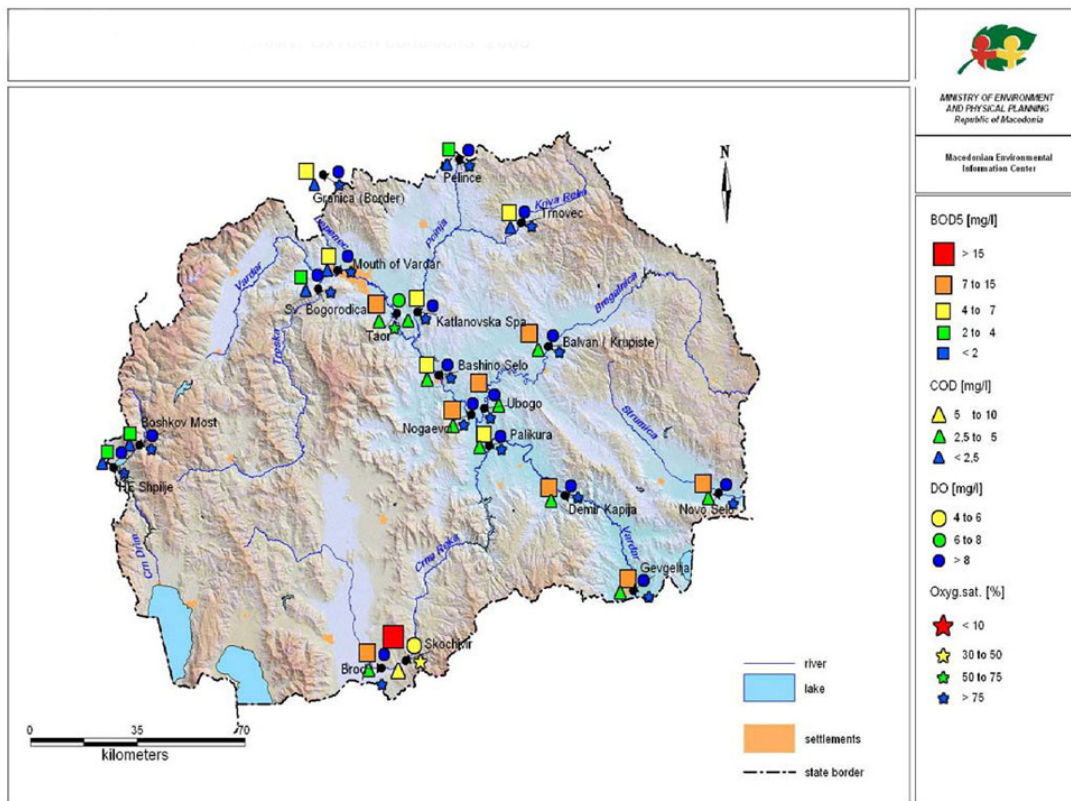 MINISTRY OF ENVIRONMENT
AND PHYSICAL PLANNING
Republic of Macedonia
Macedonian Environmental
Information Center
N
Pelince
Granica (Border)
Kriva Reka
Trnovec
Lepenec
Pcinja
Mouth of Vardar
Vardar
Bregalnica
Sv. Bogorodica
Katlanovska Spa
Taor
Treska
Balvan ( Krupiste)
Bashino Selo
Ubogo
Nogaevci
Strumica
Boshkov Most
Palikura
HE Shpilje
Demir Kapija
Novo Selo
Crn Drim
Crna Reka
Vardar
Gevgelija
Skochivir
Brod
0 35 70
kilometers
river
lake
settlements
state border
BOD5 [mg/l]
> 15
7 to 15
4 to 7
2 to 4
< 2
COD [mg/l]
5 to 10
2,5 to 5
< 2,5
DO [mg/l]
4 to 6
6 to 8
> 8
Oxyg.sat. [%]
< 10
30 to 50
50 to 75
> 75